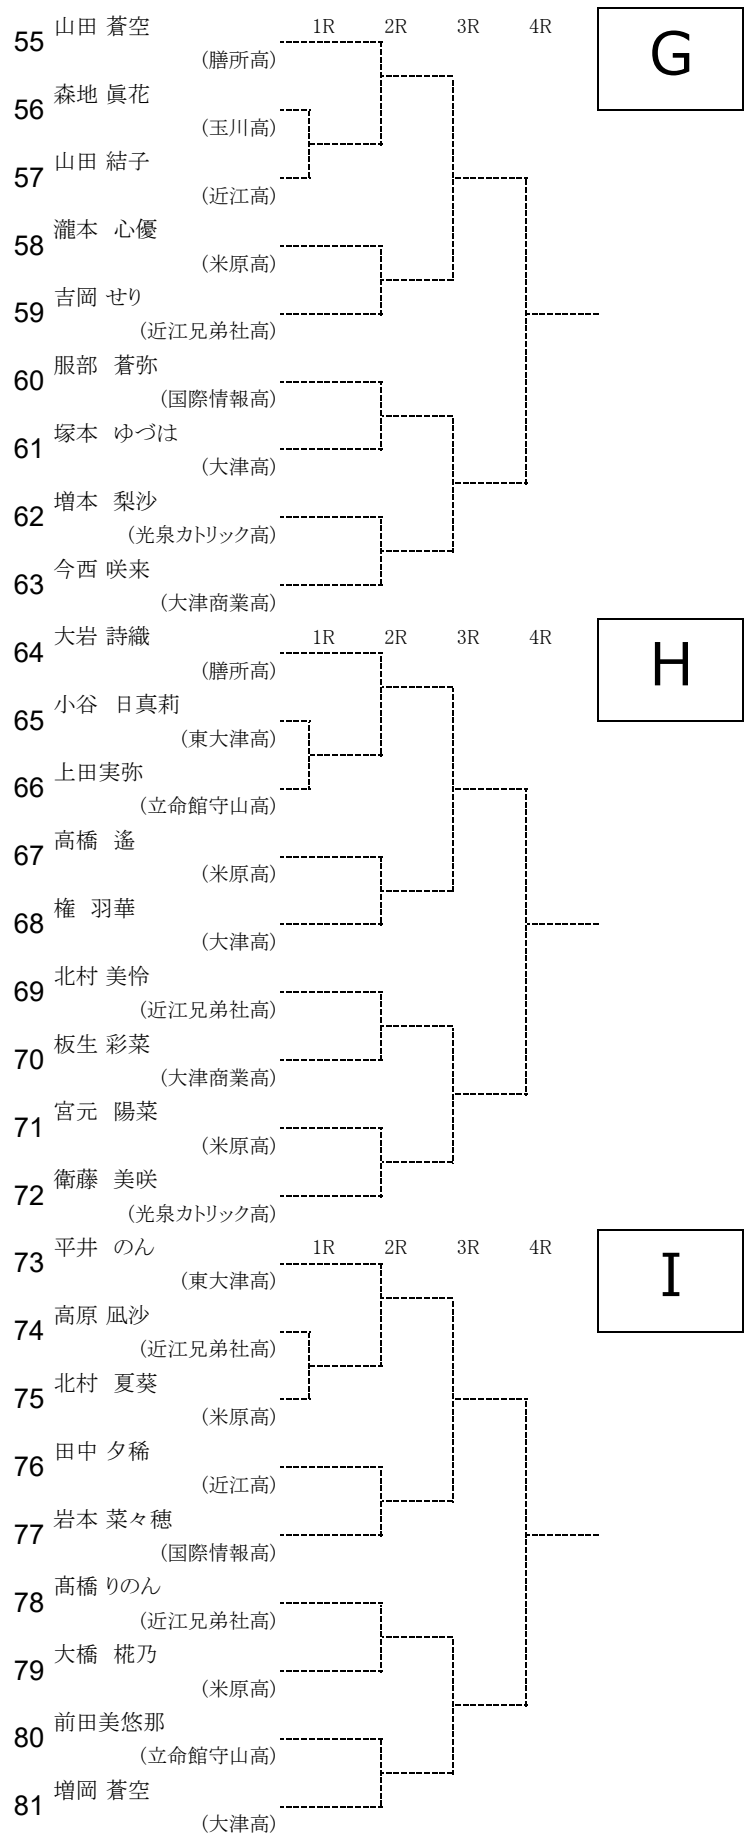 55 山田 蒼空 1R 2R 3R 4R G
(膳所高)
56 森地 眞花
(玉川高)
57 山田 結子
(近江高)
58 瀧本 心優
(米原高)
59 吉岡 せり
(近江兄弟社高)
60 服部 蒼弥
(国際情報高)
61 塚本 ゆづは
(大津高)
62 増本 梨沙
(光泉カトリック高)
63 今西 咲来
(大津商業高)
64 大岩 詩織 1R 2R 3R 4R H
(膳所高)
65 小谷 日真莉
(東大津高)
66 上田実弥
(立命館守山高)
67 高橋 遙
(米原高)
68 権 羽華
(大津高)
69 北村 美怜
(近江兄弟社高)
70 板生 彩菜
(大津商業高)
71 宮元 陽菜
(米原高)
72 衛藤 美咲
(光泉カトリック高)
73 平井 のん 1R 2R 3R 4R I
(東大津高)
74 高原 凪沙
(近江兄弟社高)
75 北村 夏葵
(米原高)
76 田中 夕稀
(近江高)
77 岩本 菜々穂
(国際情報高)
78 髙橋 りのん
(近江兄弟社高)
79 大橋 椛乃
(米原高)
80 前田美悠那
(立命館守山高)
81 増岡 蒼空
(大津高)